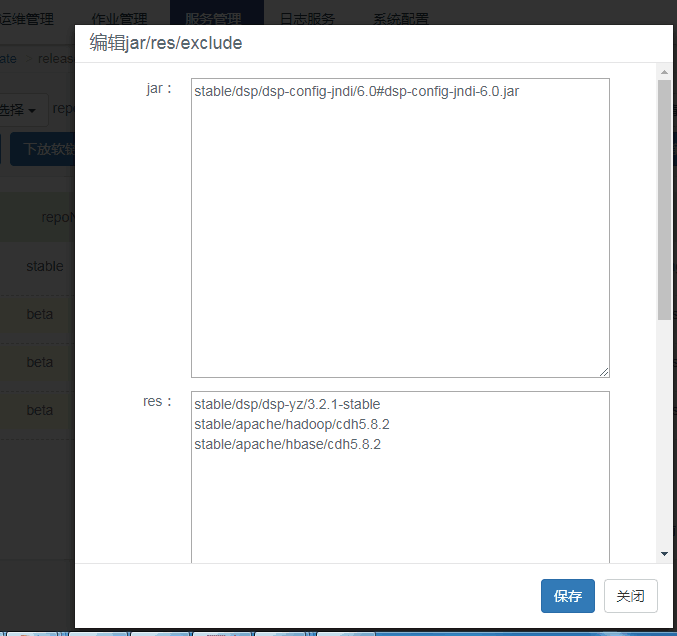 运维管理 作业管理 服务管理 日志服务 系统配置
编辑jar/res/exclude
ate > releas
jar：
stable/dsp/dsp-config-jndi/6.0#dsp-config-jndi-6.0.jar
选择 rep
下放软
repoN
stable
beta
beta
beta
res：
stable/dsp/dsp-yz/3.2.1-stable
stable/apache/hadoop/cdh5.8.2
stable/apache/hbase/cdh5.8.2
保存 关闭